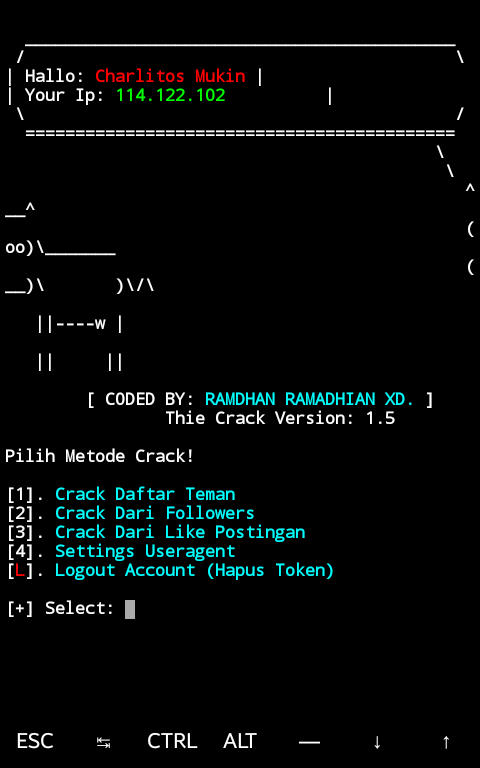 ___________________________________________
 /                                           \
| Hallo: Charlitos Mukin |
| Your Ip: 114.122.102          |
 \                                           /
  ===========================================
                                           \
                                            \
                                              ^
__^
                                              (
oo)\_______
                                              (
__)\       )\/\
   ||----w |
   ||     ||
        [ CODED BY: RAMDHAN RAMADHIAN XD. ]
                Thie Crack Version: 1.5
Pilih Metode Crack!
[1]. Crack Daftar Teman
[2]. Crack Dari Followers
[3]. Crack Dari Like Postingan
[4]. Settings Useragent
[L]. Logout Account (Hapus Token)
[+] Select:
ESC ↹ CTRL ALT — ↓ ↑